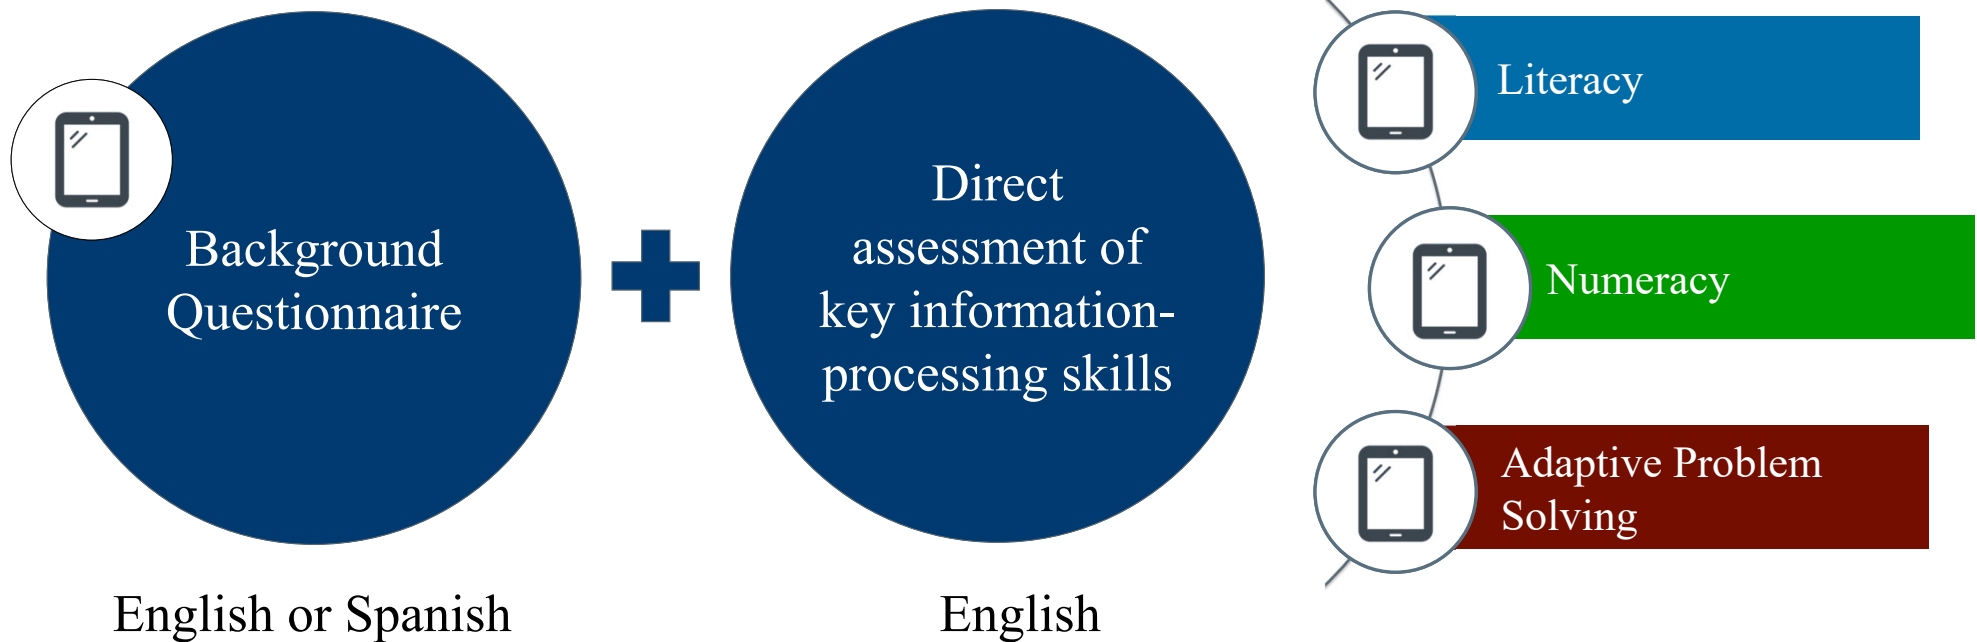 Background
Questionnaire
English or Spanish
Direct
assessment of
key information-
processing skills
English
Literacy
Numeracy
Adaptive Problem
Solving